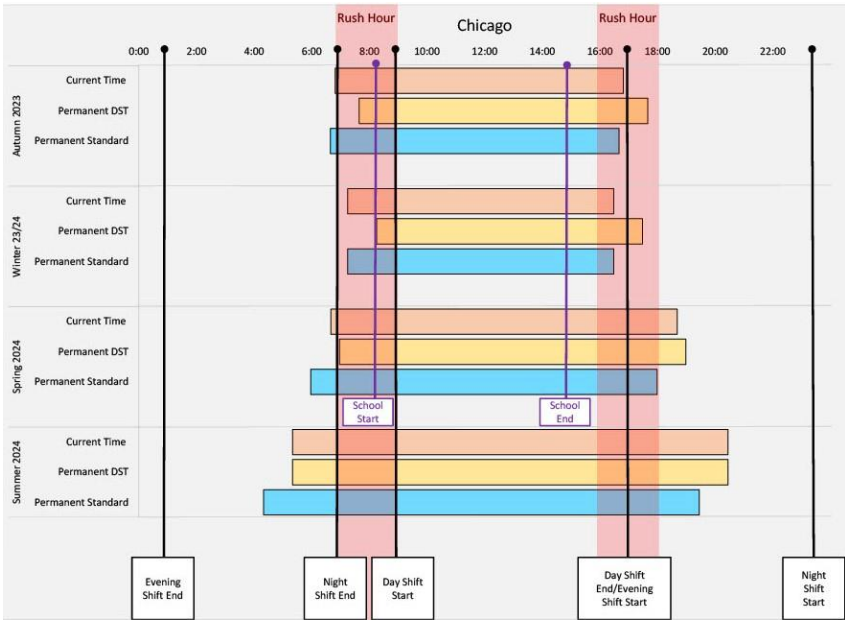 Rush Hour
Rush Hour
Chicago
0:00 2:00 4:00 6:00 8:00 10:00 12:00 14:00 16:00 18:00 20:00 22:00
Autumn 2023
Current Time
Permanent DST
Permanent Standard
Winter 23/24
Current Time
Permanent DST
Permanent Standard
Spring 2024
Current Time
Permanent DST
Permanent Standard
School
Start
School
End
Summer 2024
Current Time
Permanent DST
Permanent Standard
Evening
Shift End
Night
Shift End
Day Shift
Start
Day Shift
End/Evening
Shift Start
Night
Shift
Start